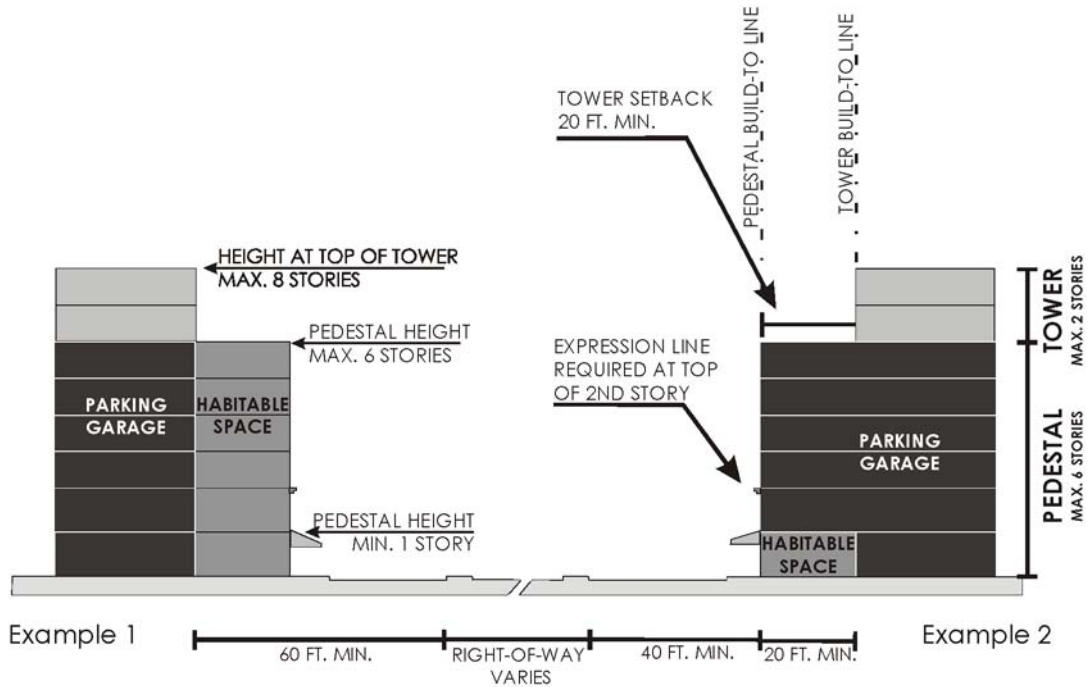 PEDESTAL BUILD-TO LINE
TOWER BUILD-TO LINE
TOWER SETBACK
20 FT. MIN.
HEIGHT AT TOP OF TOWER
MAX. 8 STORIES
PEDESTAL HEIGHT
MAX. 6 STORIES
EXPRESSION LINE
REQUIRED AT TOP
OF 2ND STORY
TOWER
MAX. 2 STORIES
PARKING
GARAGE
HABITABLE
SPACE
PARKING
GARAGE
PEDESTAL
MAX. 6 STORIES
PEDESTAL HEIGHT
MIN. 1 STORY
HABITABLE
SPACE
Example 1
Example 2
60 FT. MIN.
RIGHT-OF-WAY
VARIES
40 FT. MIN.
20 FT. MIN.